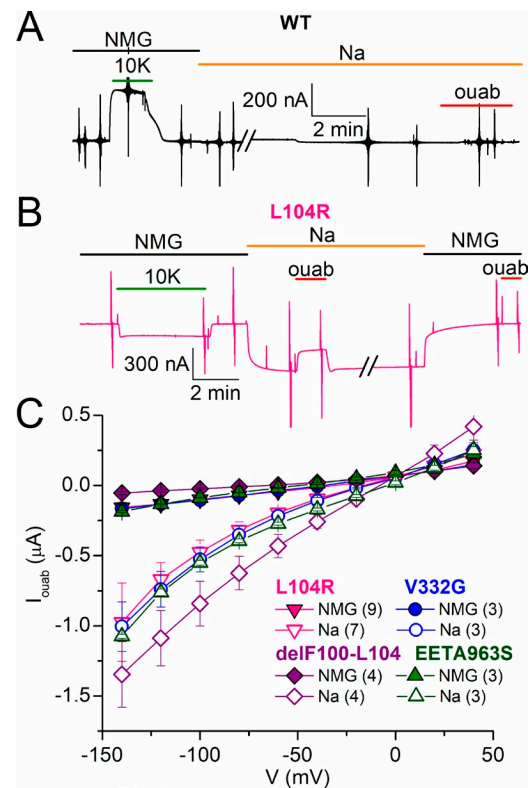 A
WT
NMG
10K
Na
200 nA
2 min
ouab
B
L104R
NMG
Na
NMG
10K
ouab
ouab
300 nA
2 min
C
0.5
0.0
-0.5
-1.0
-1.5
I_ouab (μA)
L104R V332G
NMG (9) NMG (3)
Na (7) Na (3)
delF100-L104 EETA963S
NMG (4) NMG (3)
Na (4) Na (3)
-150 -100 -50 0 50
V (mV)